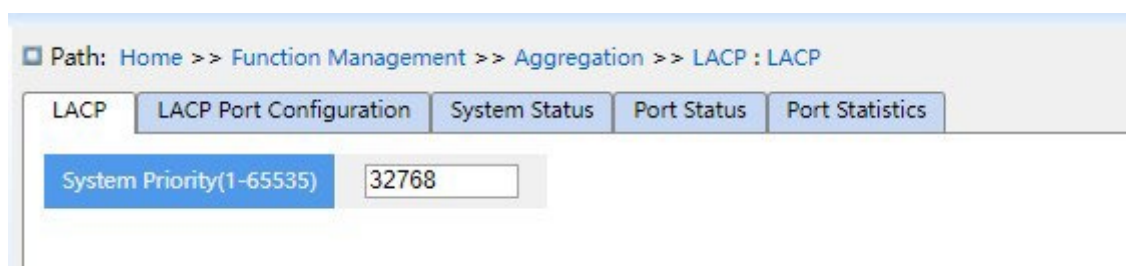 Path: Home >> Function Management >> Aggregation >> LACP : LACP
LACP LACP Port Configuration System Status Port Status Port Statistics
System Priority(1-65535) 32768